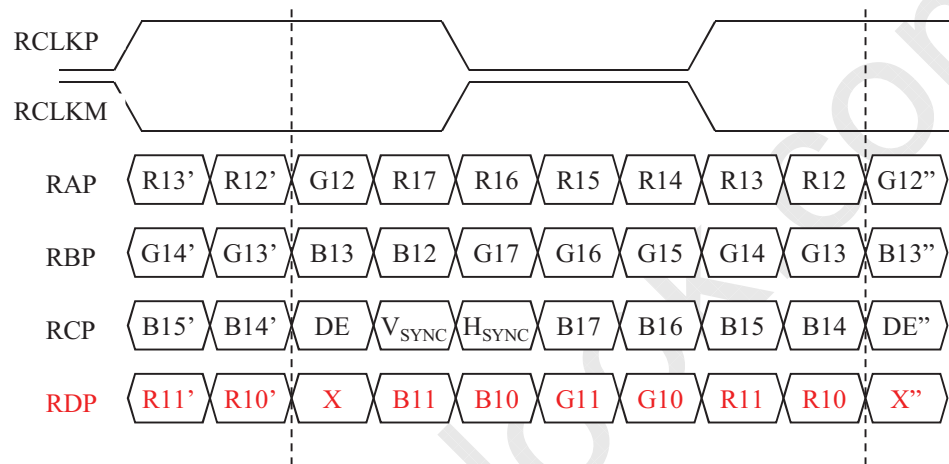 RCLKP
RCLKM
RAP R13’ R12’ G12 R17 R16 R15 R14 R13 R12 G12”
RBP G14’ G13’ B13 B12 G17 G16 G15 G14 G13 B13”
RCP B15’ B14’ DE VSYNC HSYNC B17 B16 B15 B14 DE”
RDP R11’ R10’ X B11 B10 G11 G10 R11 R10 X”